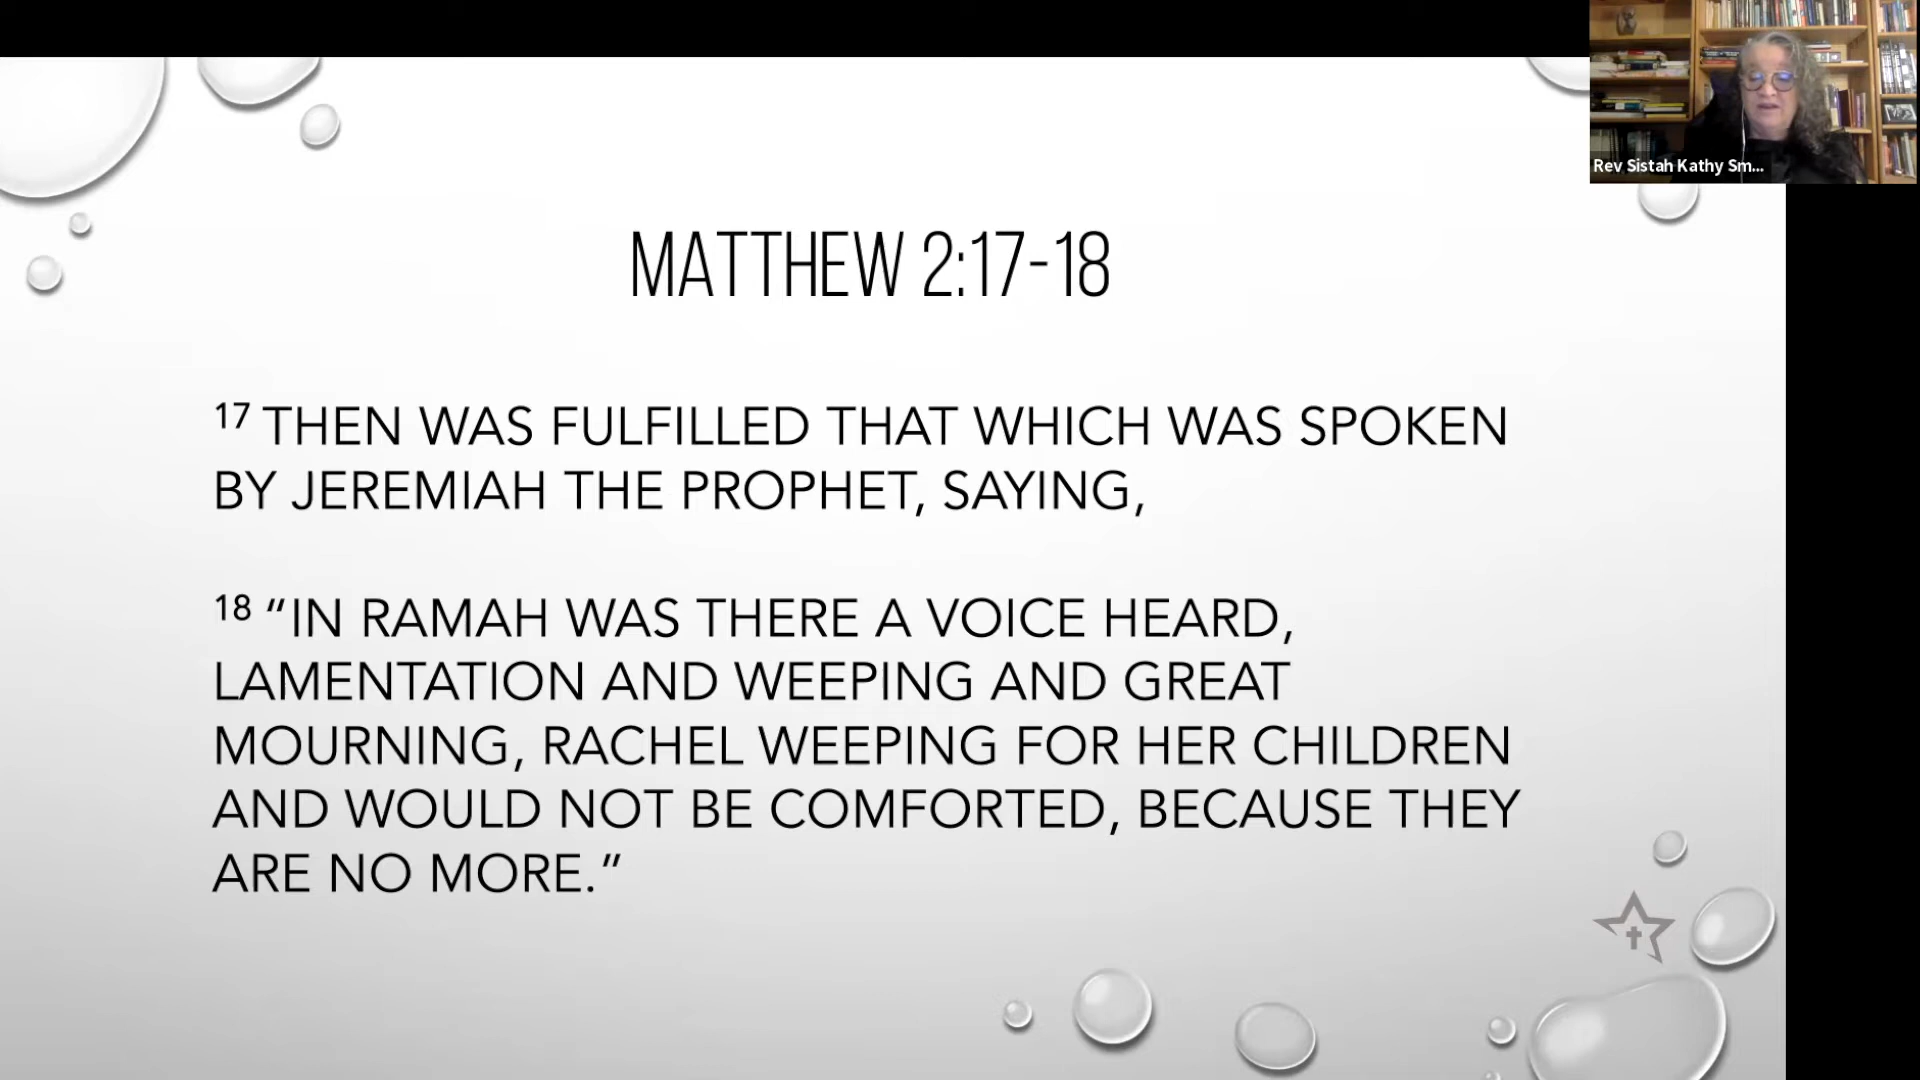 Rev Sistah Kathy Sm...
MATTHEW 2:17-18
17 THEN WAS FULFILLED THAT WHICH WAS SPOKEN
BY JEREMIAH THE PROPHET, SAYING,
18 “IN RAMAH WAS THERE A VOICE HEARD,
LAMENTATION AND WEEPING AND GREAT
MOURNING, RACHEL WEEPING FOR HER CHILDREN
AND WOULD NOT BE COMFORTED, BECAUSE THEY
ARE NO MORE.”